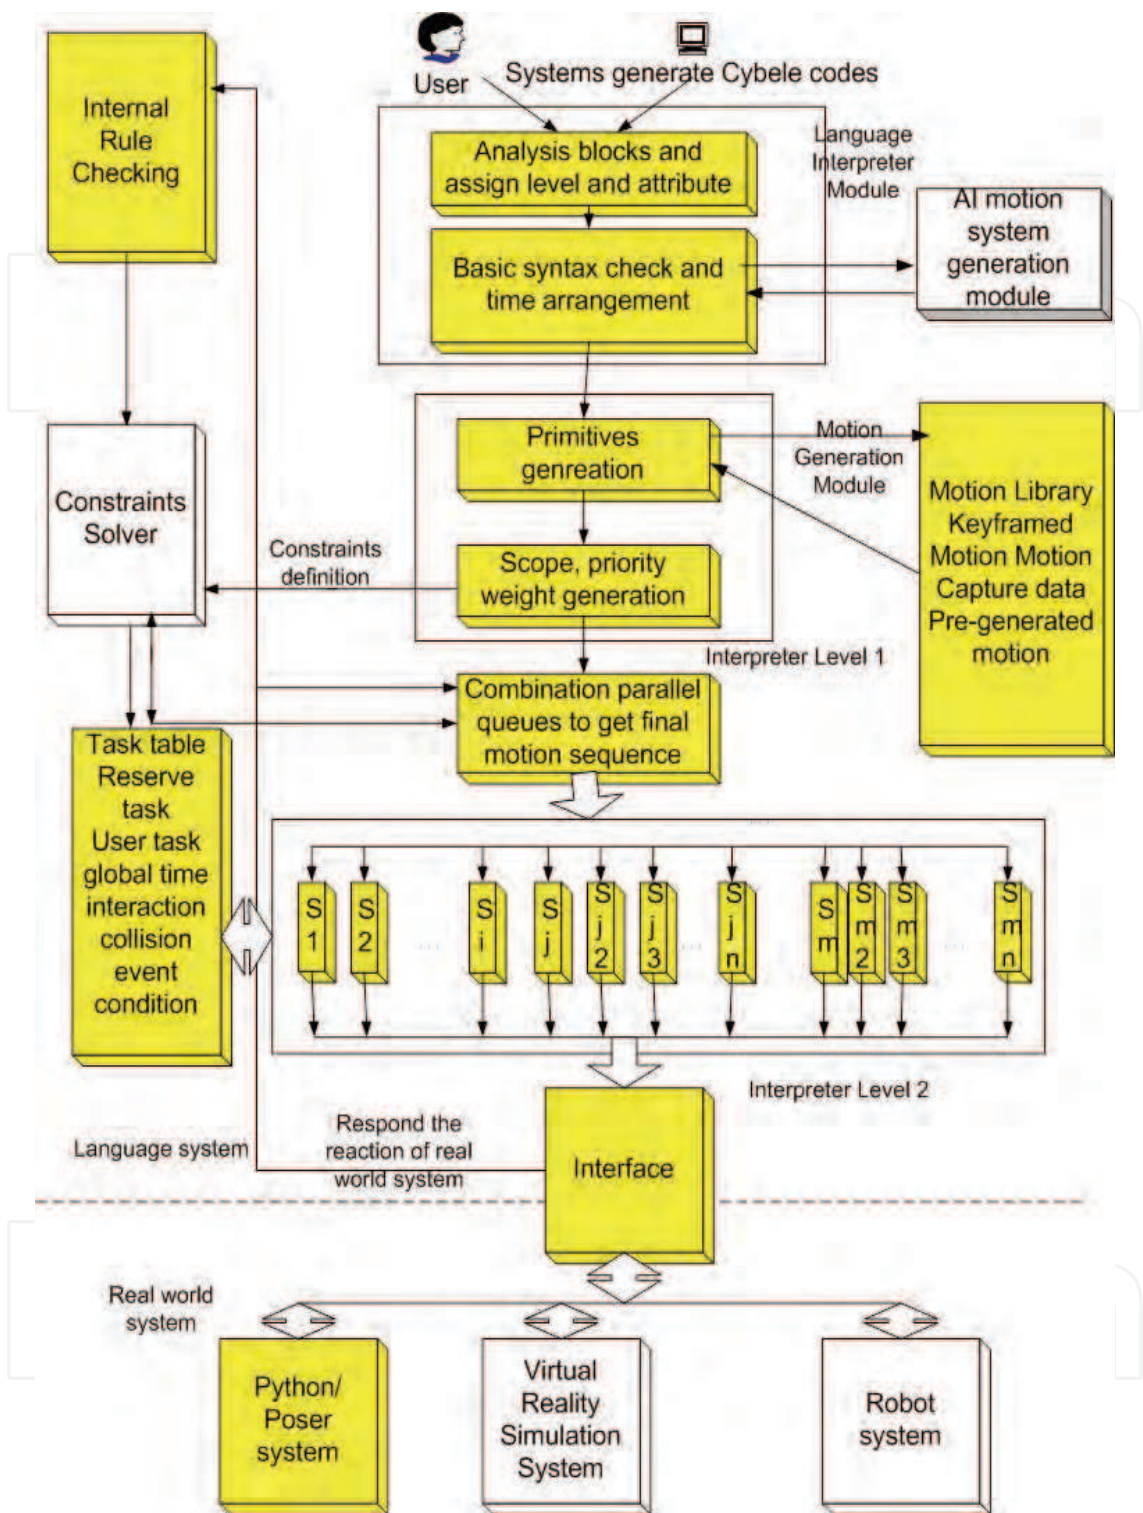 User
Systems generate Cybele codes
Internal
Rule
Checking
Analysis blocks and
assign level and attribute
Language
Interpreter
Module
Basic syntax check and
time arrangement
AI motion
system
generation
module
Primitives
genreation
Motion
Generation
Module
Motion Library
Keyframed
Motion Motion
Capture data
Pre-generated
motion
Constraints
Solver
Constraints
definition
Scope, priority
weight generation
Interpreter Level 1
Combination parallel
queues to get final
motion sequence
Task table
Reserve
task
User task
global time
interaction
collision
event
condition
S
1
S
2
....
S
i
S
j
S
j
2
S
j
3
....
S
j
n
S
m
S
m
2
S
m
3
....
S
m
n
Interpreter Level 2
Language system
Respond the
reaction of real
world system
Interface
Real world
system
Python/
Poser
system
Virtual
Reality
Simulation
System
Robot
system